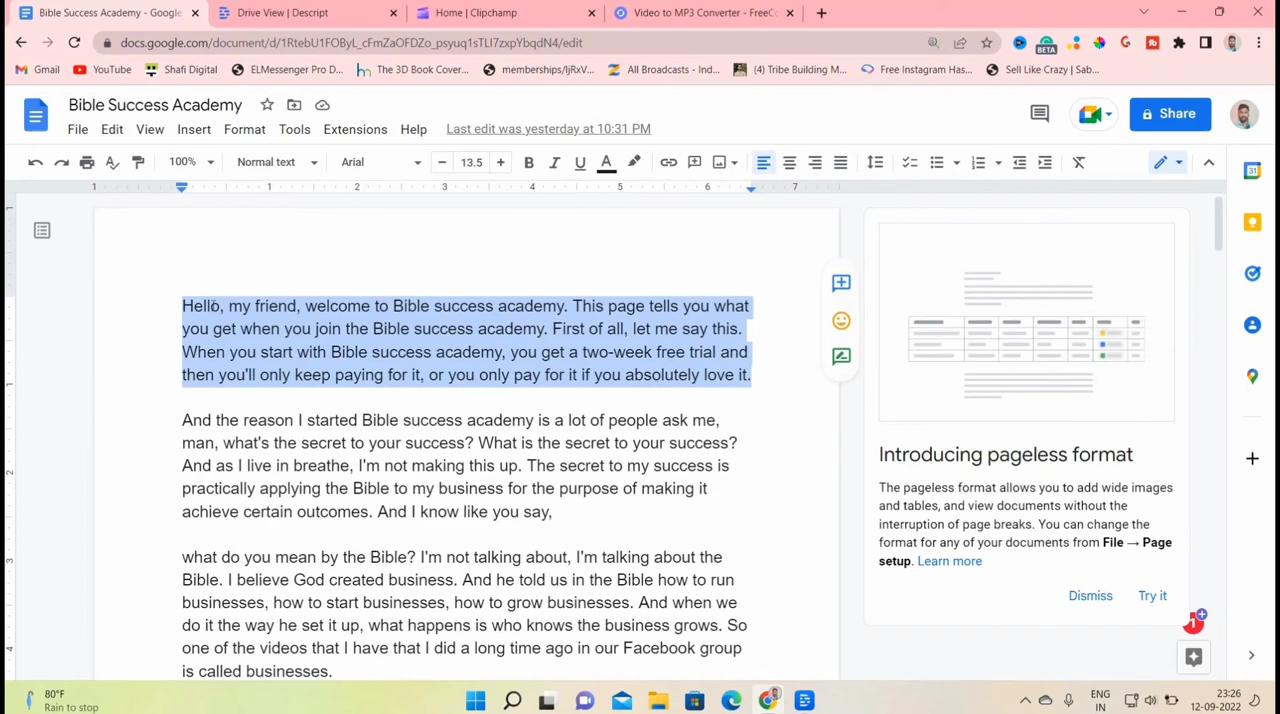 Bible Success Academy - Google
Drive View | Descript
Home | Clipchamp
Video to MP3 Converter - FreeCo
docs.google.com/document/d/
/edit
BETA
Gmail
YouTube
Shafi Digital
ELMessenger Pro D...
The 3D Book Cover...
memberships/IjRxV...
All Broadcasts - Ind...
(4) Tribe Building M...
Free Instagram Has...
Sell Like Crazy | Sab...
Bible Success Academy
File Edit View Insert Format Tools Extensions Help
Last edit was yesterday at 10:31 PM
Share
100% Normal text Arial 13.5
1 1 2 3 4 5 6 7
Hello, my friend, welcome to Bible success academy. This page tells you what
you get when you join the Bible success academy. First of all, let me say this.
When you start with Bible success academy, you get a two-week free trial and
then you'll only keep paying for it, or you only pay for it if you absolutely love it.
And the reason I started Bible success academy is a lot of people ask me,
man, what's the secret to your success? What is the secret to your success?
And as I live in breathe, I'm not making this up. The secret to my success is
practically applying the Bible to my business for the purpose of making it
achieve certain outcomes. And I know like you say,
what do you mean by the Bible? I'm not talking about, I'm talking about the
Bible. I believe God created business. And he told us in the Bible how to run
businesses, how to start businesses, how to grow businesses. And when we
do it the way he set it up, what happens is who knows the business grows. So
one of the videos that I have that I did a long time ago in our Facebook group
is called businesses.
Introducing pageless format
The pageless format allows you to add wide images
and tables, and view documents without the
interruption of page breaks. You can change the
format for any of your documents from File → Page
setup. Learn more
Dismiss Try it
80°F
Rain to stop
ENG
IN
23:26
12-09-2022